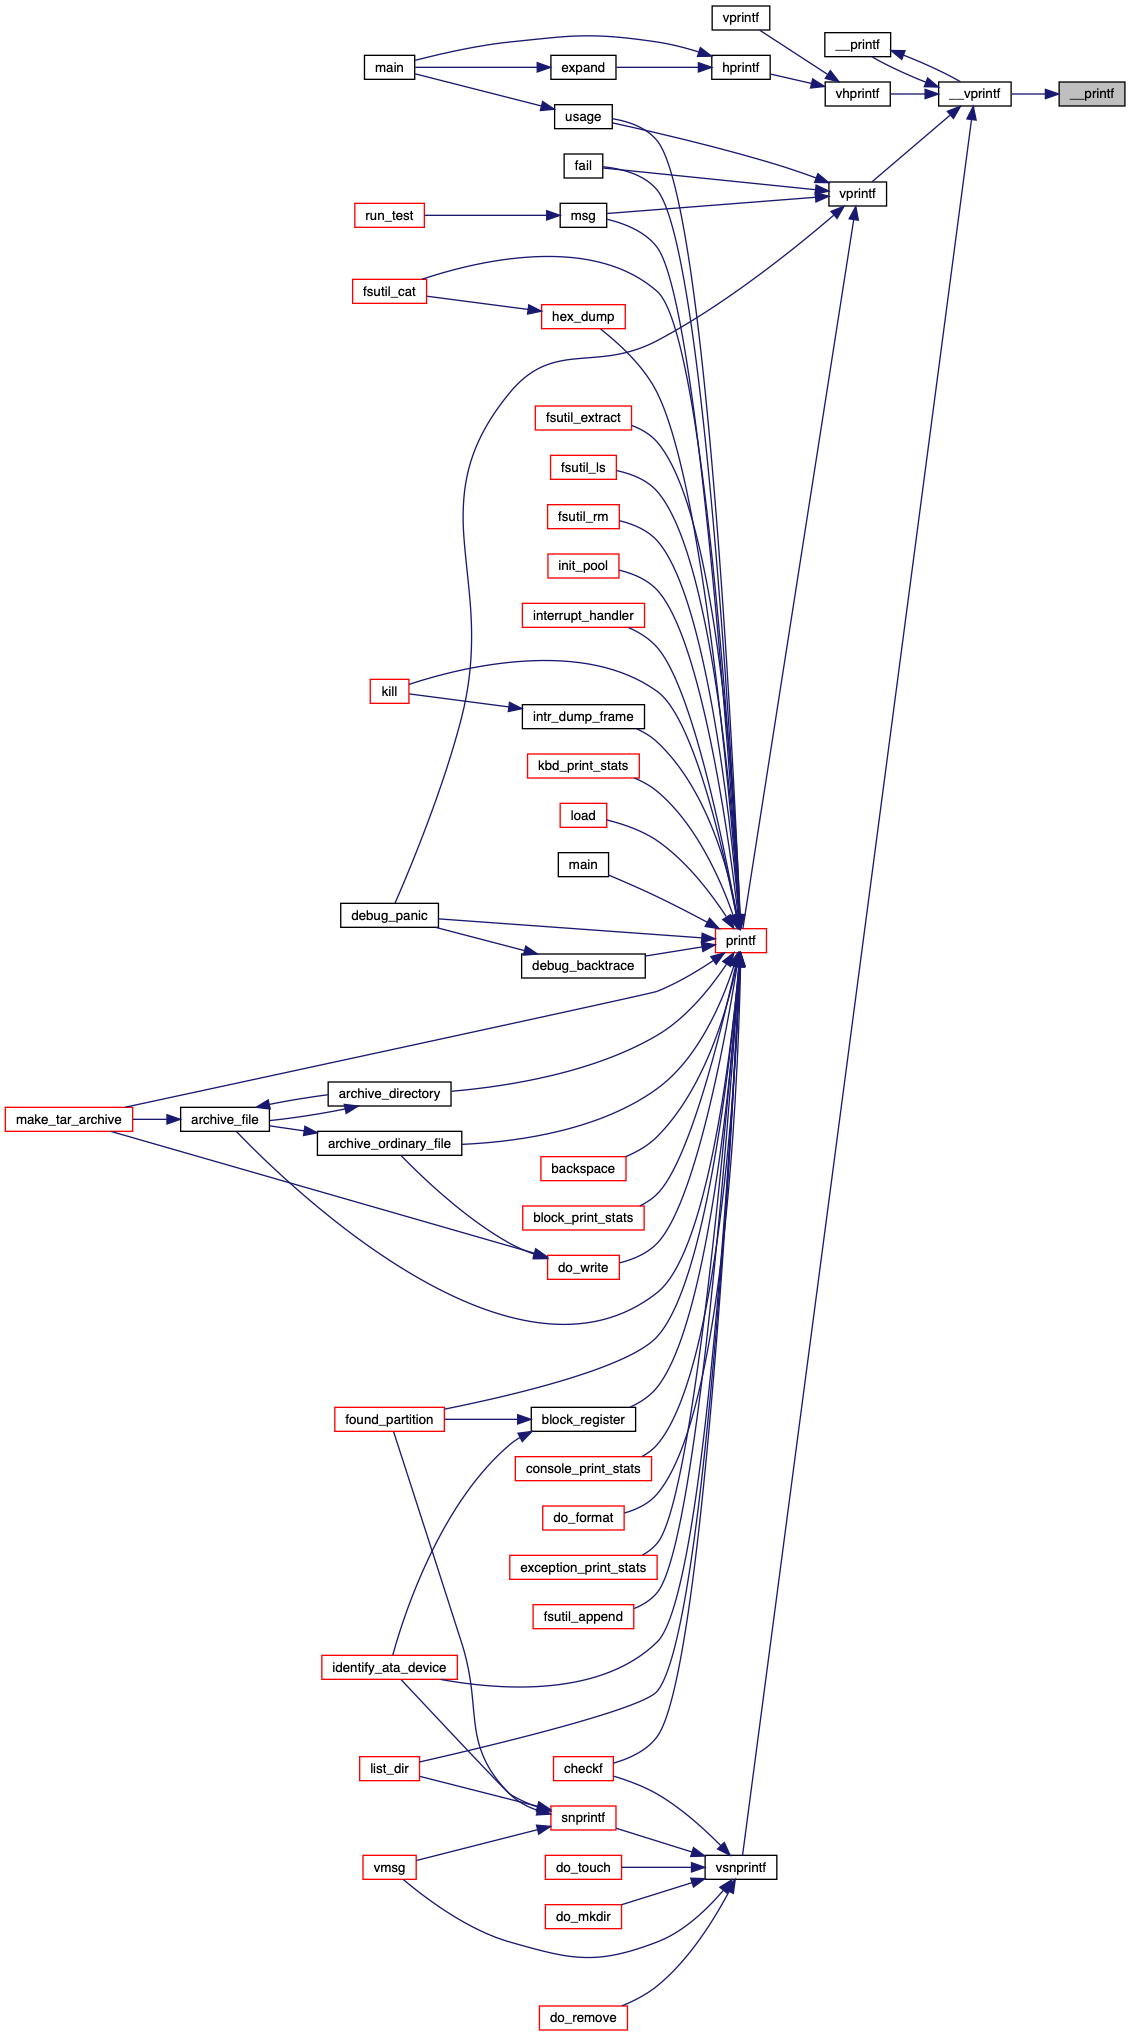 vprintf
__printf
main
expand
hprintf
vhprintf
__vprintf
__printf
usage
fail
vprintf
run_test
msg
fsutil_cat
hex_dump
fsutil_extract
fsutil_ls
fsutil_rm
init_pool
interrupt_handler
kill
intr_dump_frame
kbd_print_stats
load
main
debug_panic
printf
debug_backtrace
archive_directory
make_tar_archive
archive_file
archive_ordinary_file
backspace
block_print_stats
do_write
found_partition
block_register
console_print_stats
do_format
exception_print_stats
fsutil_append
identify_ata_device
list_dir
checkf
snprintf
vmsg
do_touch
vsnprintf
do_mkdir
do_remove